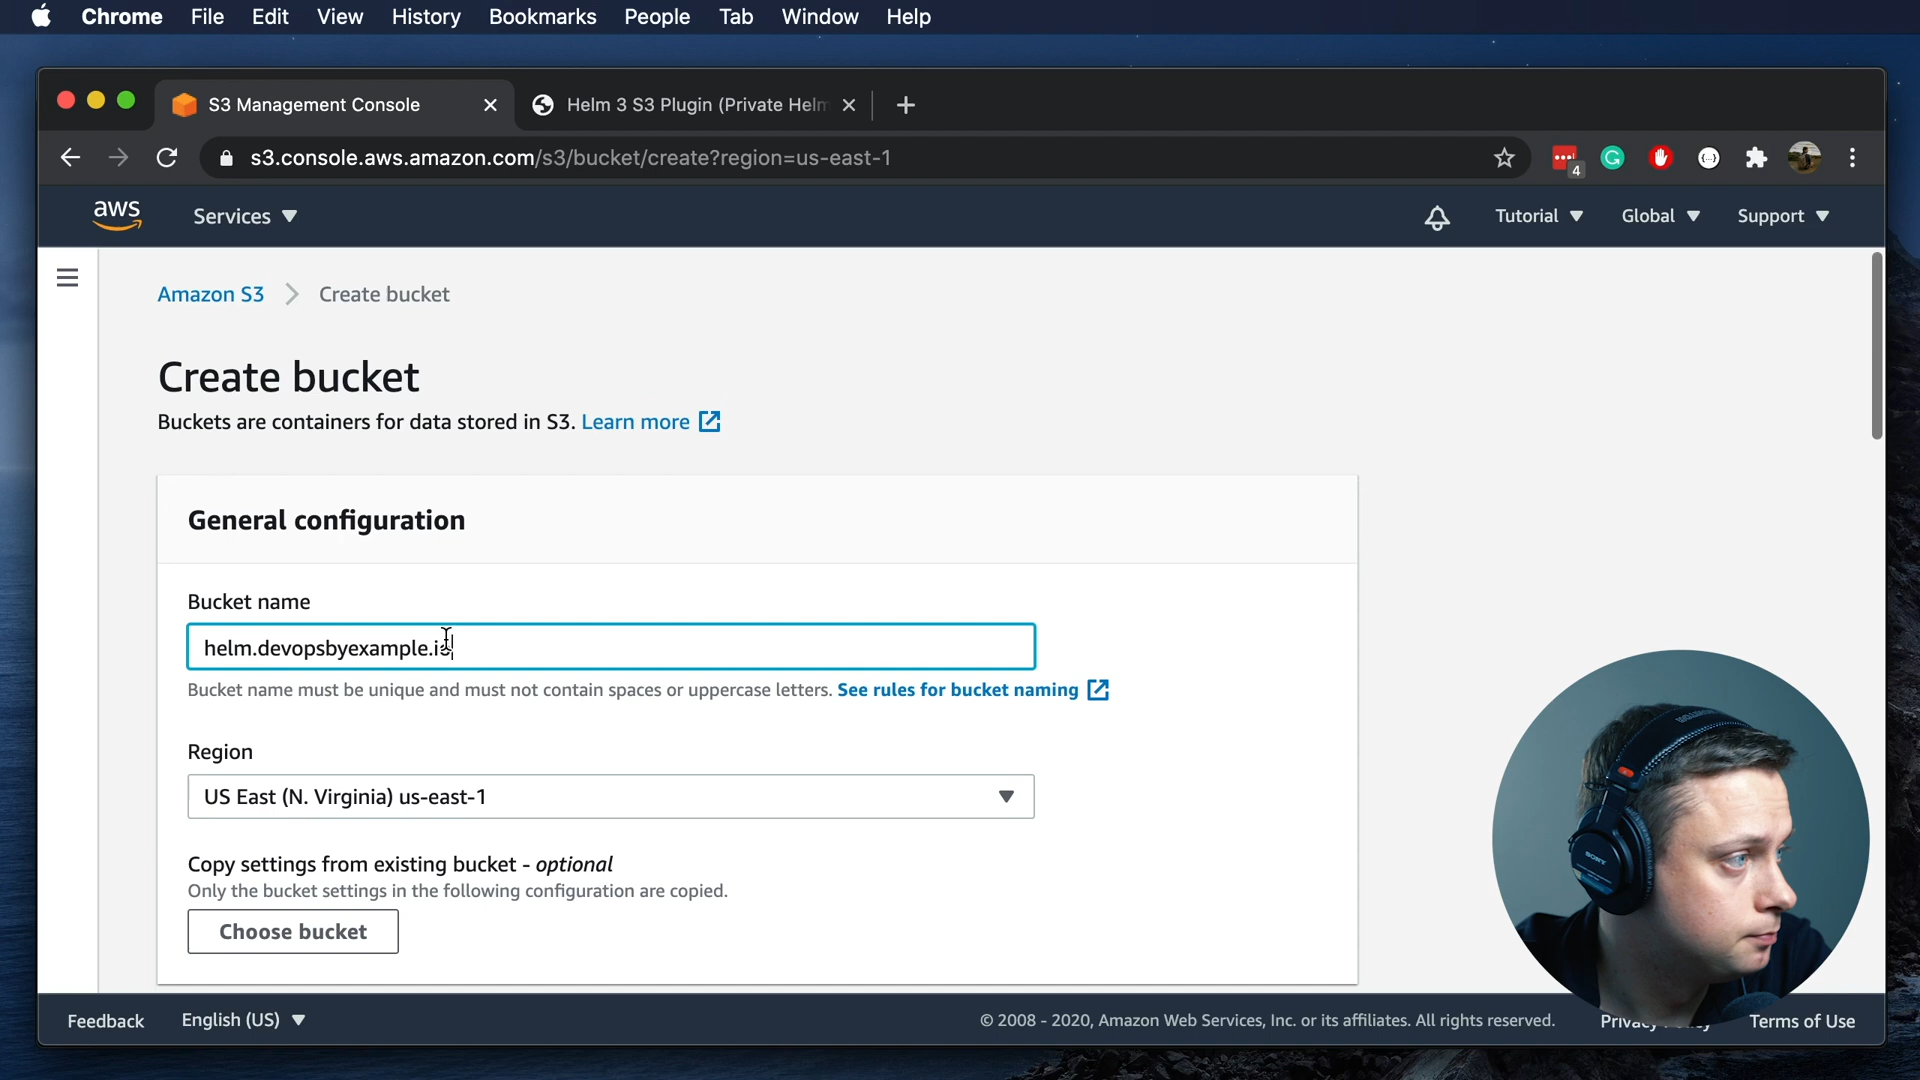 Chrome File Edit View History Bookmarks People Tab Window Help
S3 Management Console
Helm 3 S3 Plugin (Private Helm
s3.console.aws.amazon.com/s3/bucket/create?region=us-east-1
4
aws Services Tutorial Global Support
Amazon S3 Create bucket
Create bucket
Buckets are containers for data stored in S3. Learn more
General configuration
Bucket name
helm.devopsbyexample.
Bucket name must be unique and must not contain spaces or uppercase letters. See rules for bucket naming
Region
US East (N. Virginia) us-east-1
Copy settings from existing bucket - optional
Only the bucket settings in the following configuration are copied.
Choose bucket
SONY
Feedback English (US) © 2008 - 2020, Amazon Web Services, Inc. or its affiliates. All rights reserved. Terms of Use